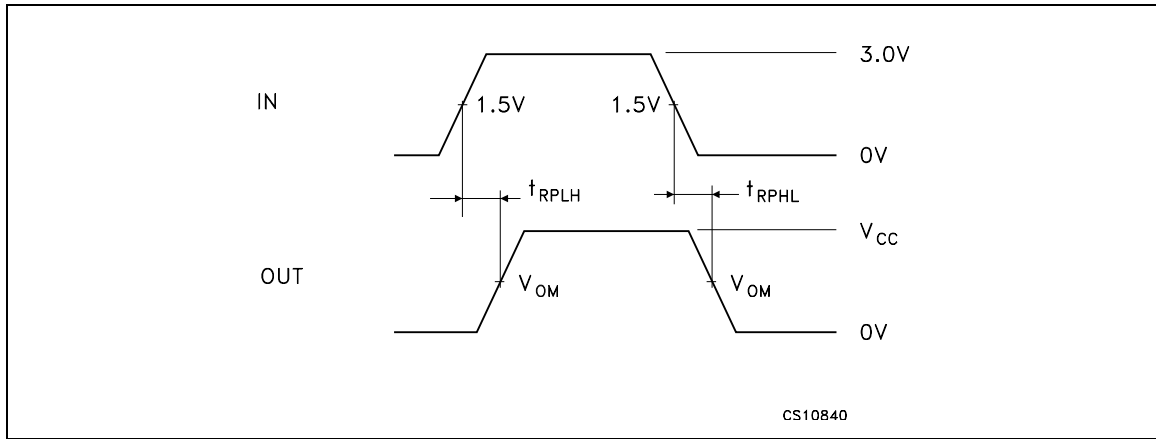 3.0V
IN
1.5V
1.5V
0V
tRPLH
tRPHL
VCC
OUT
VOM
VOM
0V
CS10840